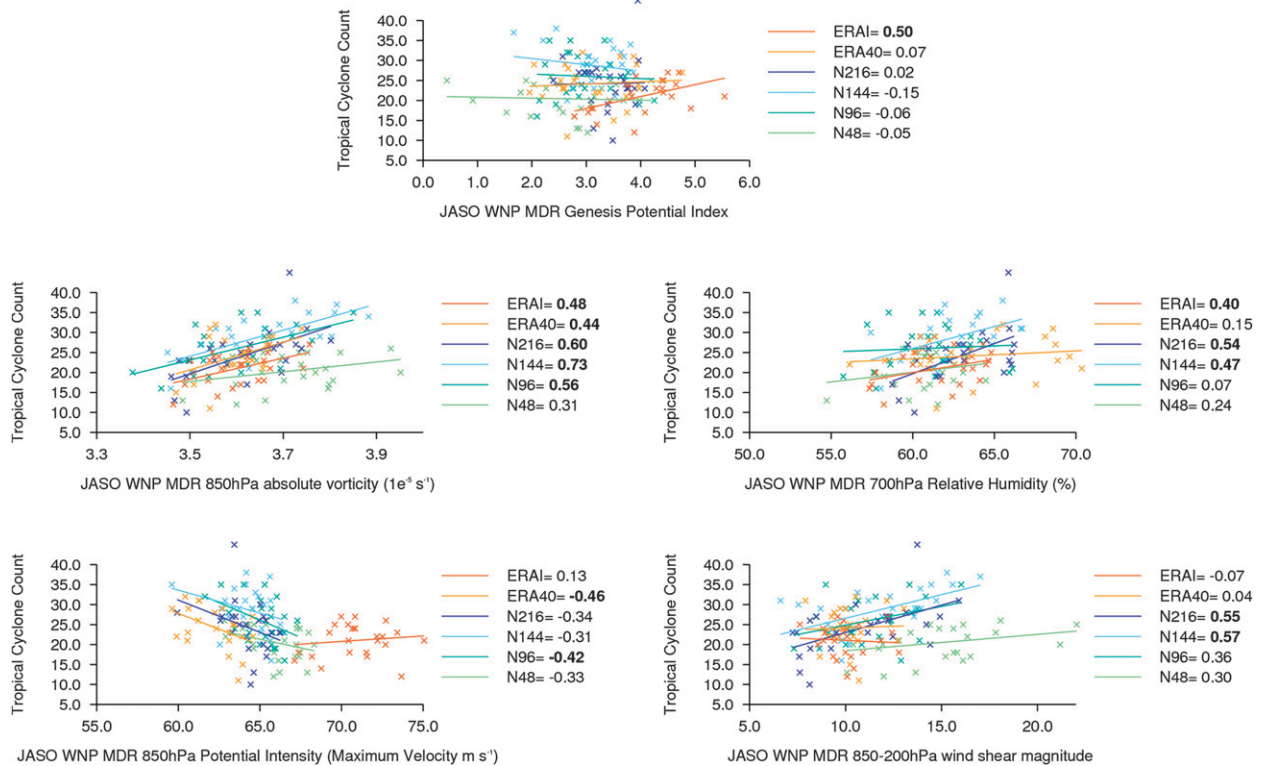 Tropical Cyclone Count
40.0
35.0
30.0
25.0
20.0
15.0
10.0
5.0
0.0 1.0 2.0 3.0 4.0 5.0 6.0
JASO WNP MDR Genesis Potential Index
ERAI= 0.50
ERA40= 0.07
N216= 0.02
N144= -0.15
N96= -0.06
N48= -0.05
Tropical Cyclone Count
40.0
35.0
30.0
25.0
20.0
15.0
10.0
5.0
3.3 3.5 3.7 3.9
JASO WNP MDR 850hPa absolute vorticity (1e⁻⁵ s⁻¹)
ERAI= 0.48
ERA40= 0.44
N216= 0.60
N144= 0.73
N96= 0.56
N48= 0.31
Tropical Cyclone Count
40.0
35.0
30.0
25.0
20.0
15.0
10.0
5.0
50.0 55.0 60.0 65.0 70.0
JASO WNP MDR 700hPa Relative Humidity (%)
ERAI= 0.40
ERA40= 0.15
N216= 0.54
N144= 0.47
N96= 0.07
N48= 0.24
Tropical Cyclone Count
40.0
35.0
30.0
25.0
20.0
15.0
10.0
5.0
55.0 60.0 65.0 70.0 75.0
JASO WNP MDR 850hPa Potential Intensity (Maximum Velocity m s⁻¹)
ERAI= 0.13
ERA40= -0.46
N216= -0.34
N144= -0.31
N96= -0.42
N48= -0.33
Tropical Cyclone Count
40.0
35.0
30.0
25.0
20.0
15.0
10.0
5.0
5.0 10.0 15.0 20.0
JASO WNP MDR 850-200hPa wind shear magnitude
ERAI= -0.07
ERA40= 0.04
N216= 0.55
N144= 0.57
N96= 0.36
N48= 0.30